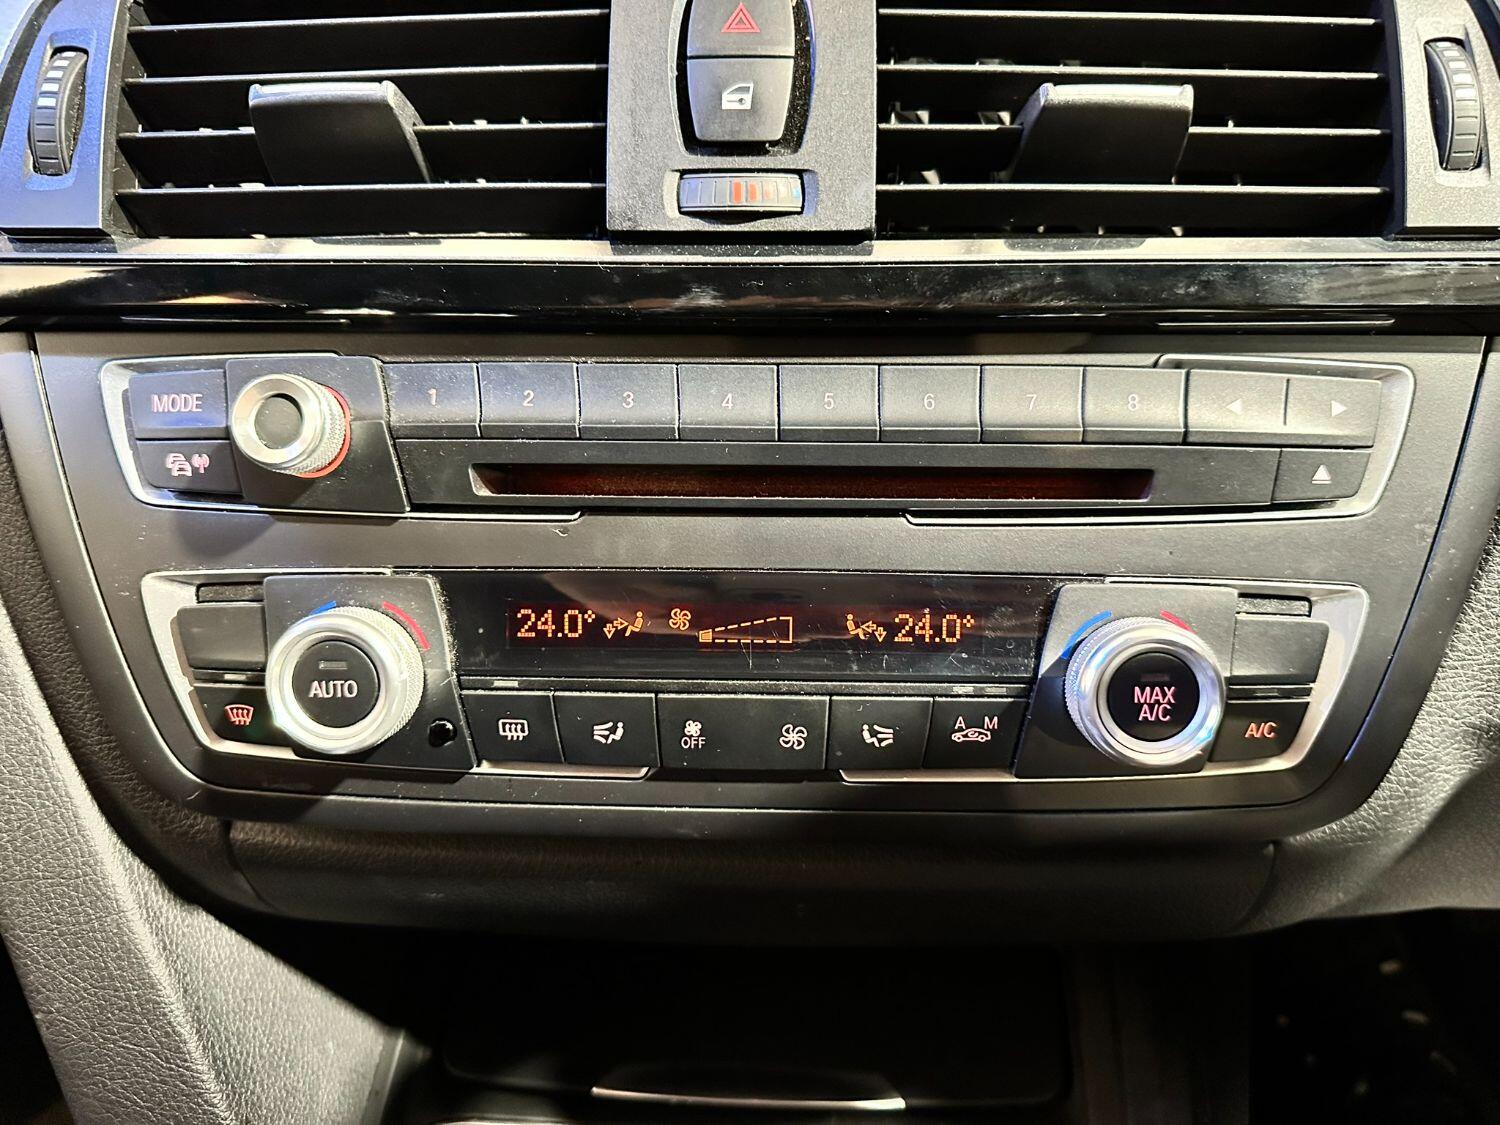 MODE 1 2 3 4 5 6 7 8
24.0° 24.0°
AUTO
MAX
A/C
OFF
A M
A/C